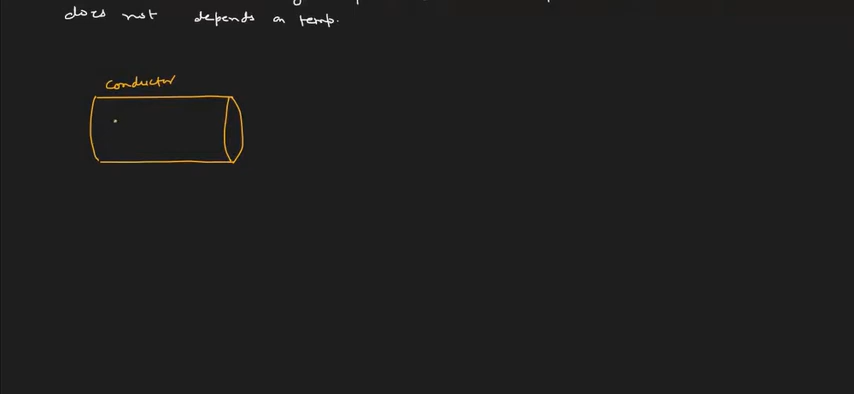 does not depends on temp.
conductor